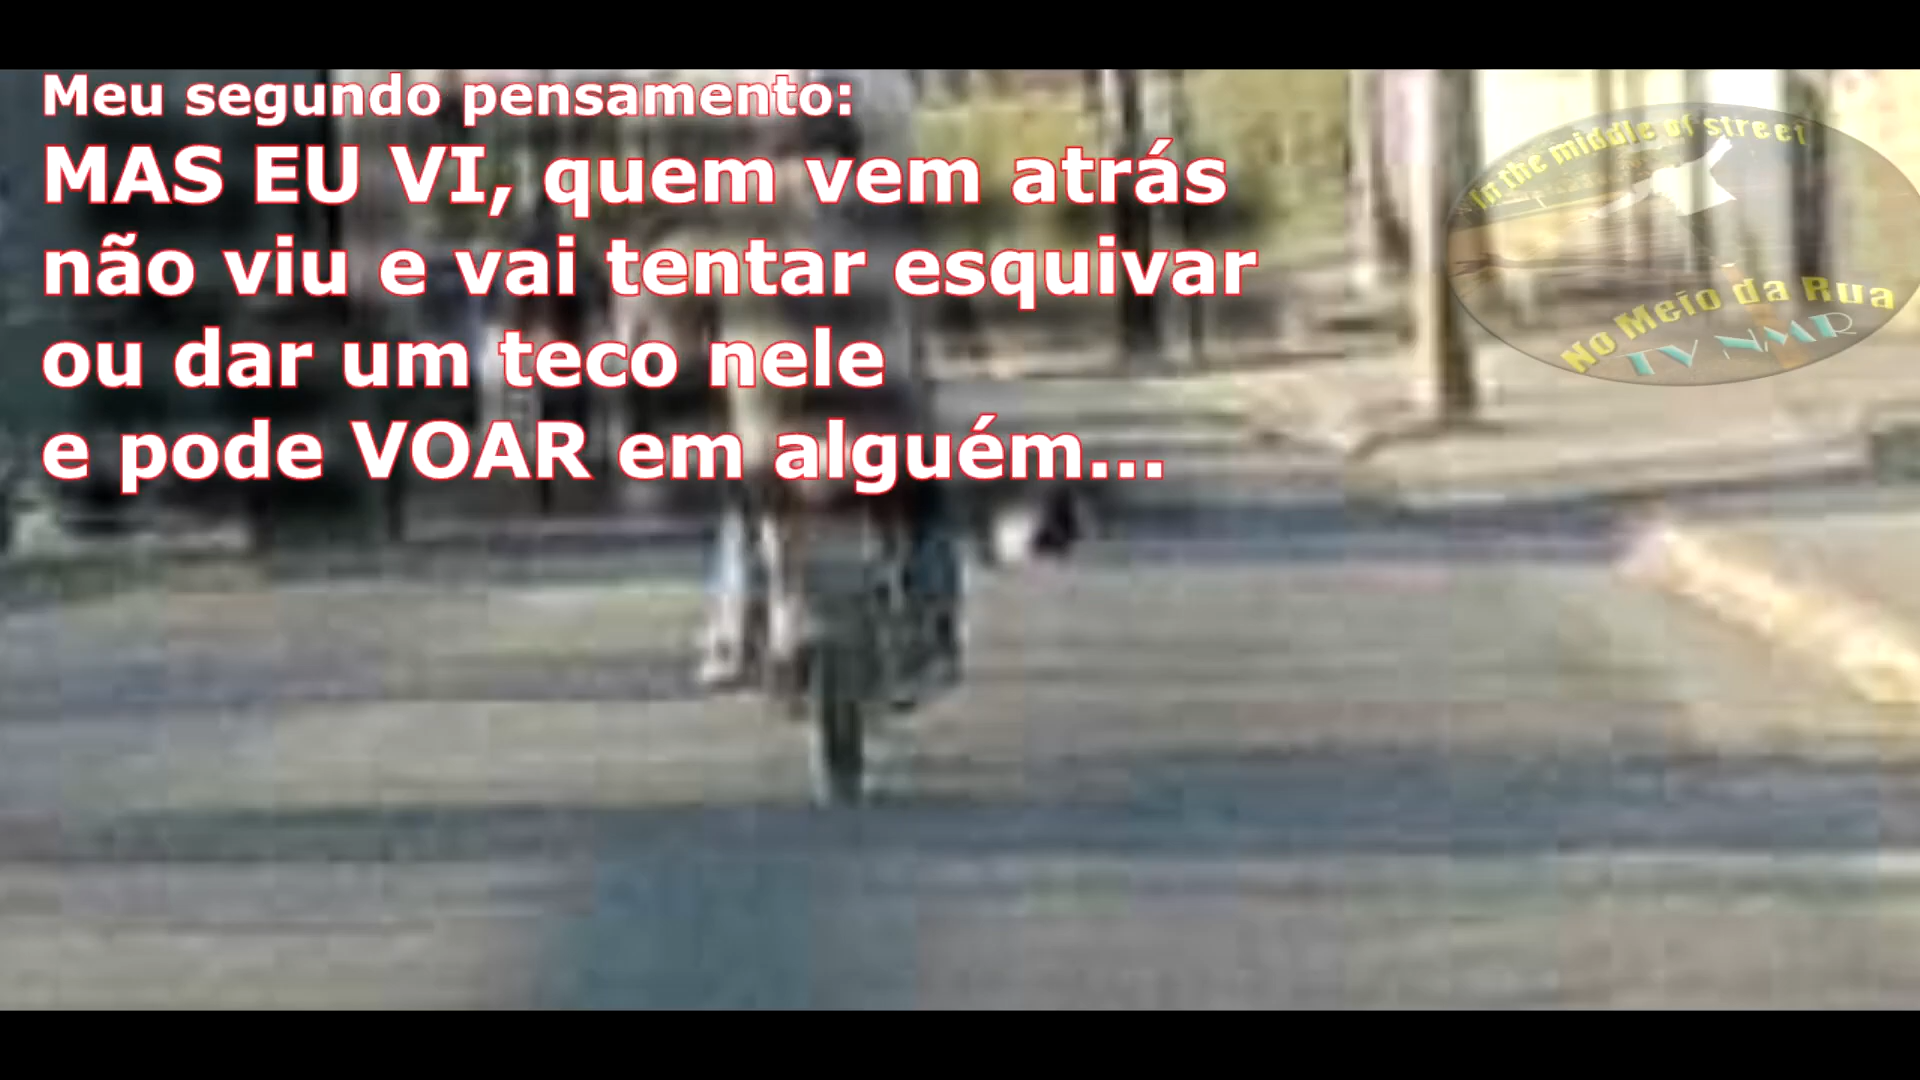 Meu segundo pensamento:
MAS EU VI, quem vem atrás
não viu e vai tentar esquivar
ou dar um teco nele
e pode VOAR em alguém...
In the middle of street
No Meio da Rua
TV NMR